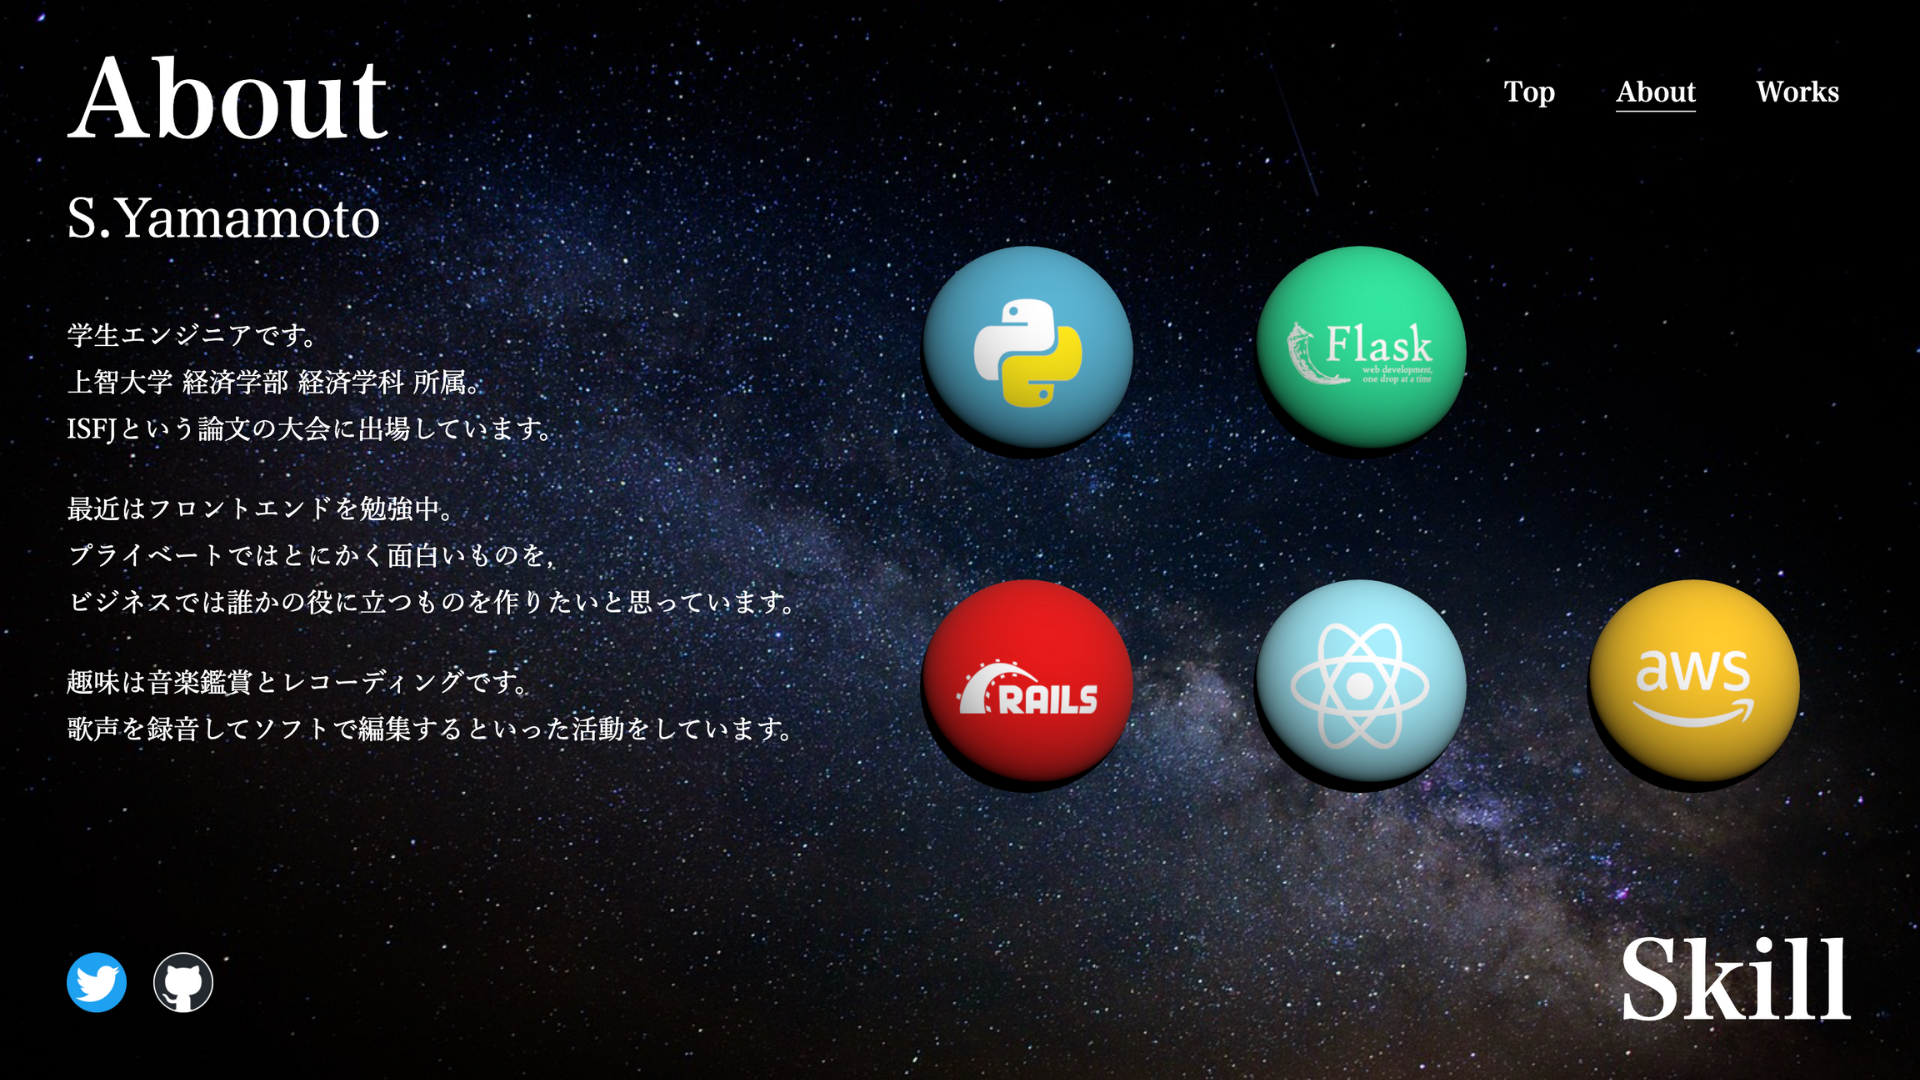 About
Top
About
Works
S.Yamamoto
学生エンジニアです。
上智大学 経済学部 経済学科 所属。
ISFJという論文の大会に出場しています。
最近はフロントエンドを勉強中。
プライベートではとにかく面白いものを,
ビジネスでは誰かの役に立つものを作りたいと思っています。
趣味は音楽鑑賞とレコーディングです。
歌声を録音してソフトで編集するといった活動をしています。
Flask
web development,
one drop at a time
RAILS
aws
Skill